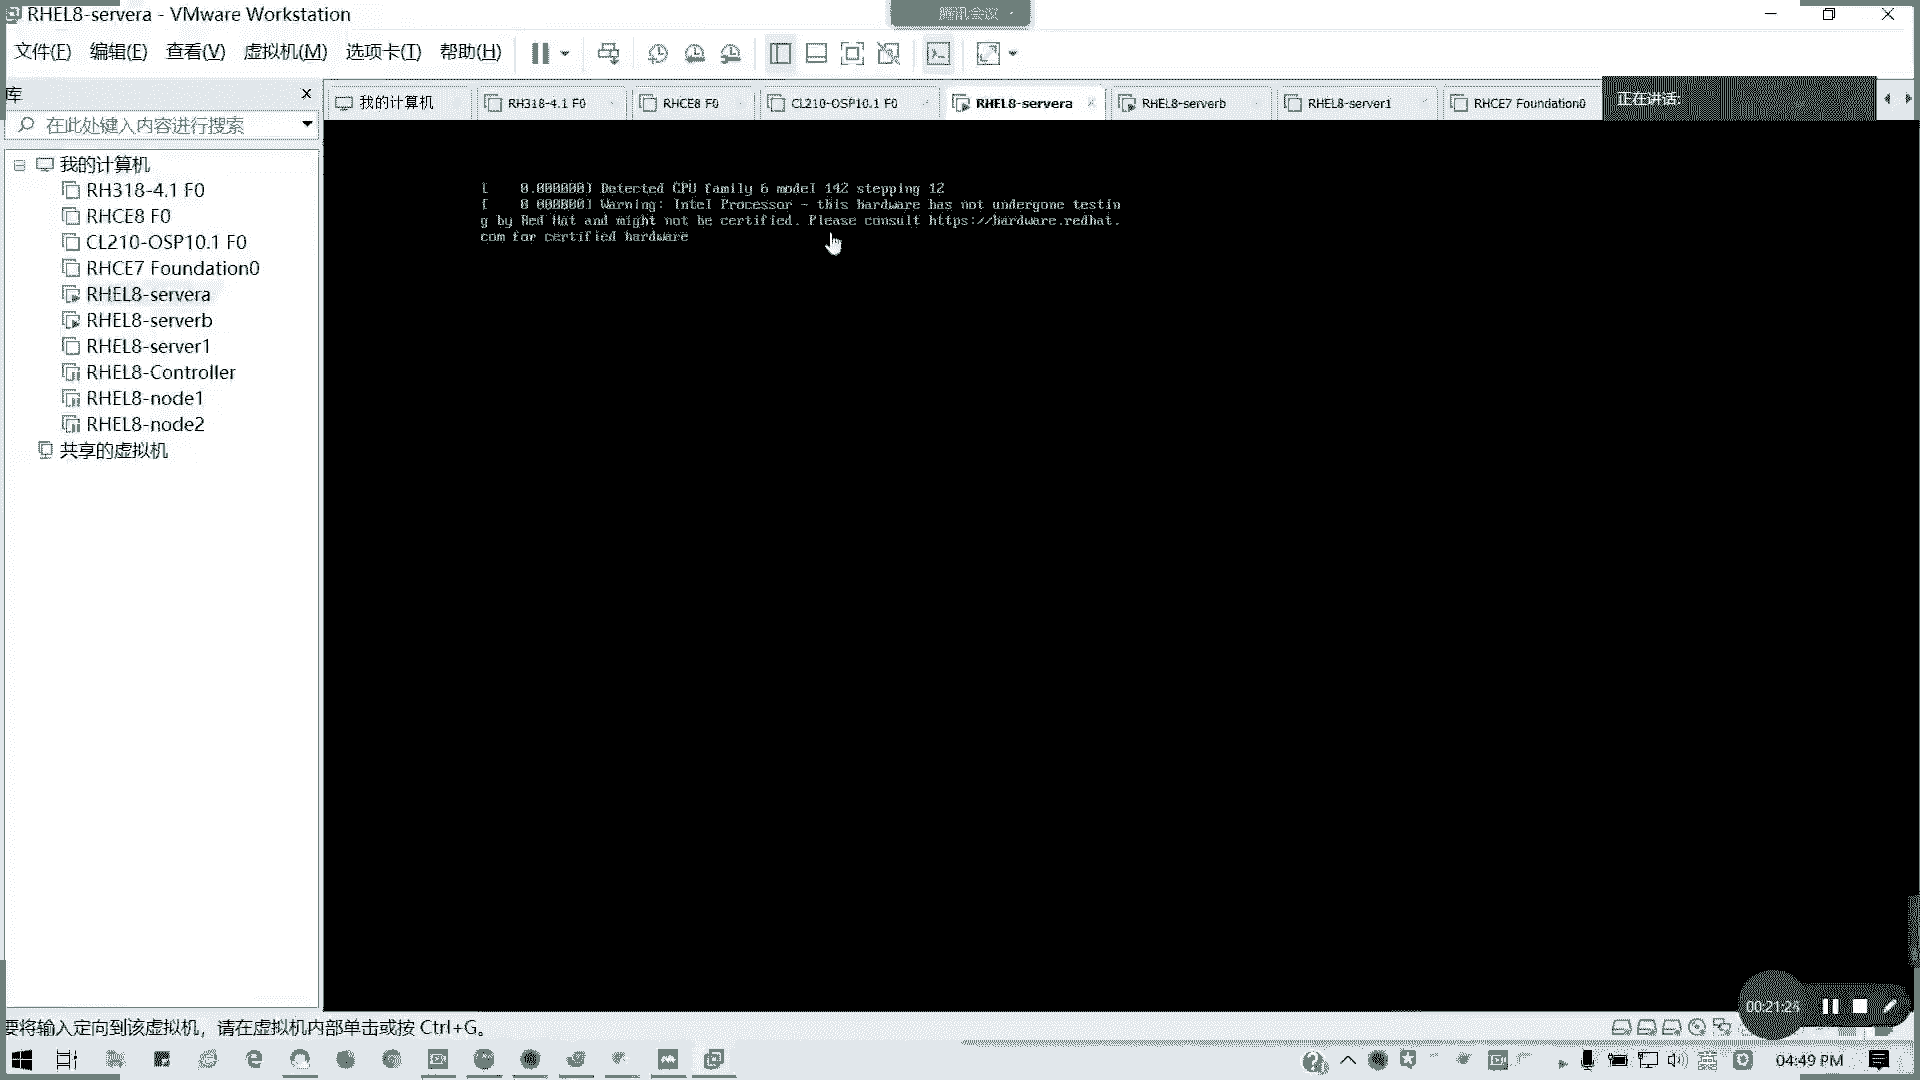 RHEL8-servera - VMware Workstation
腾讯会议
文件(F) 编辑(E) 查看(V) 虚拟机(M) 选项卡(T) 帮助(H)
库
在此处键入内容进行搜索
我的计算机
RH318-4.1 F0
RHCE8 F0
CL210-OSP10.1 F0
RHCE7 Foundation0
RHEL8-servera
RHEL8-serverb
RHEL8-server1
RHEL8-Controller
RHEL8-node1
RHEL8-node2
共享的虚拟机
我的计算机 RH318-4.1 F0 RHCE8 F0 CL210-OSP10.1 F0 RHEL8-servera RHEL8-serverb RHEL8-server1 RHCE7 Foundation0 正在讲话:
[    0.000000] Detected CPU family 6 model 142 stepping 12
[    0.000000] Warning: Intel Processor - this hardware has not undergone testin
g by Red Hat and might not be certified. Please consult https://hardware.redhat.
com for certified hardware
00:21:24
要将输入定向到该虚拟机，请在虚拟机内部单击或按 Ctrl+G。
英
04:49 PM